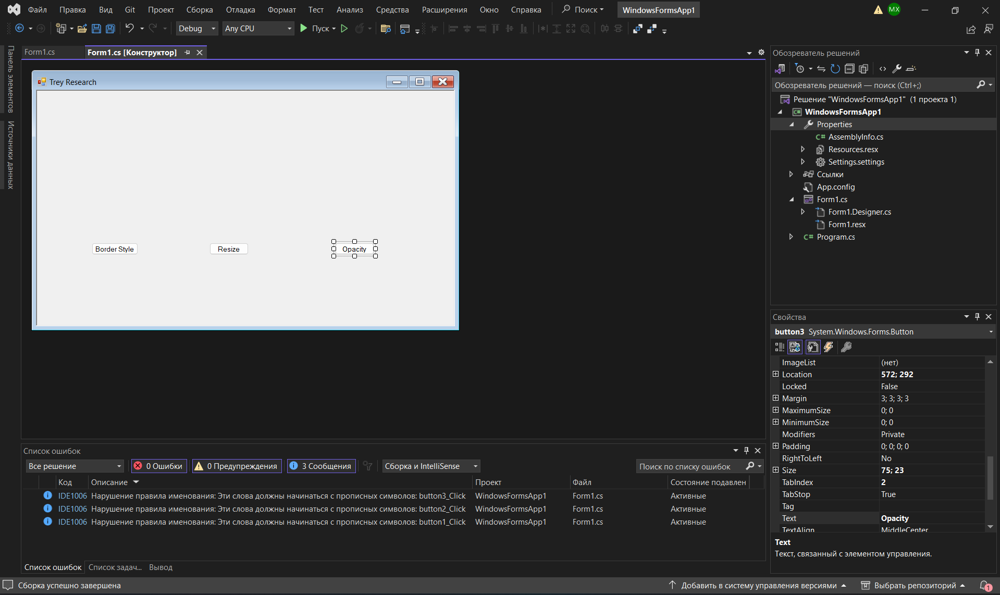 Файл Правка Вид Git Проект Сборка Отладка Формат Тест Анализ Средства Расширения Окно Справка Поиск WindowsFormsApp1 MX
Debug Any CPU Пуск
Панель элементов
Источники данных
Form1.cs Form1.cs [Конструктор]
Trey Research
Border Style Resize Opacity
Обозреватель решений
Обозреватель решений — поиск (Ctrl+;)
Решение "WindowsFormsApp1" (1 проекта 1)
C# WindowsFormsApp1
Properties
C# AssemblyInfo.cs
Resources.resx
Settings.settings
Ссылки
App.config
Form1.cs
Form1.Designer.cs
Form1.resx
C# Program.cs
Свойства
button3 System.Windows.Forms.Button
ImageList (нет)
Location 572; 292
Locked False
Margin 3; 3; 3; 3
MaximumSize 0; 0
MinimumSize 0; 0
Modifiers Private
Padding 0; 0; 0; 0
RightToLeft No
Size 75; 23
TabIndex 2
TabStop True
Tag
Text Opacity
TextAlign MiddleCenter
Text
Текст, связанный с элементом управления.
Список ошибок
Все решение 0 Ошибки 0 Предупреждения 3 Сообщения Сборка и IntelliSense Поиск по списку ошибок
Код Описание Проект Файл Состояние подавлен
IDE1006 Нарушение правила именования: Эти слова должны начинаться с прописных символов: button3_Click WindowsFormsApp1 Form1.cs Активные
IDE1006 Нарушение правила именования: Эти слова должны начинаться с прописных символов: button2_Click WindowsFormsApp1 Form1.cs Активные
IDE1006 Нарушение правила именования: Эти слова должны начинаться с прописных символов: button1_Click WindowsFormsApp1 Form1.cs Активные
Список ошибок Список задач... Вывод
Сборка успешно завершена Добавить в систему управления версиями Выбрать репозиторий 1